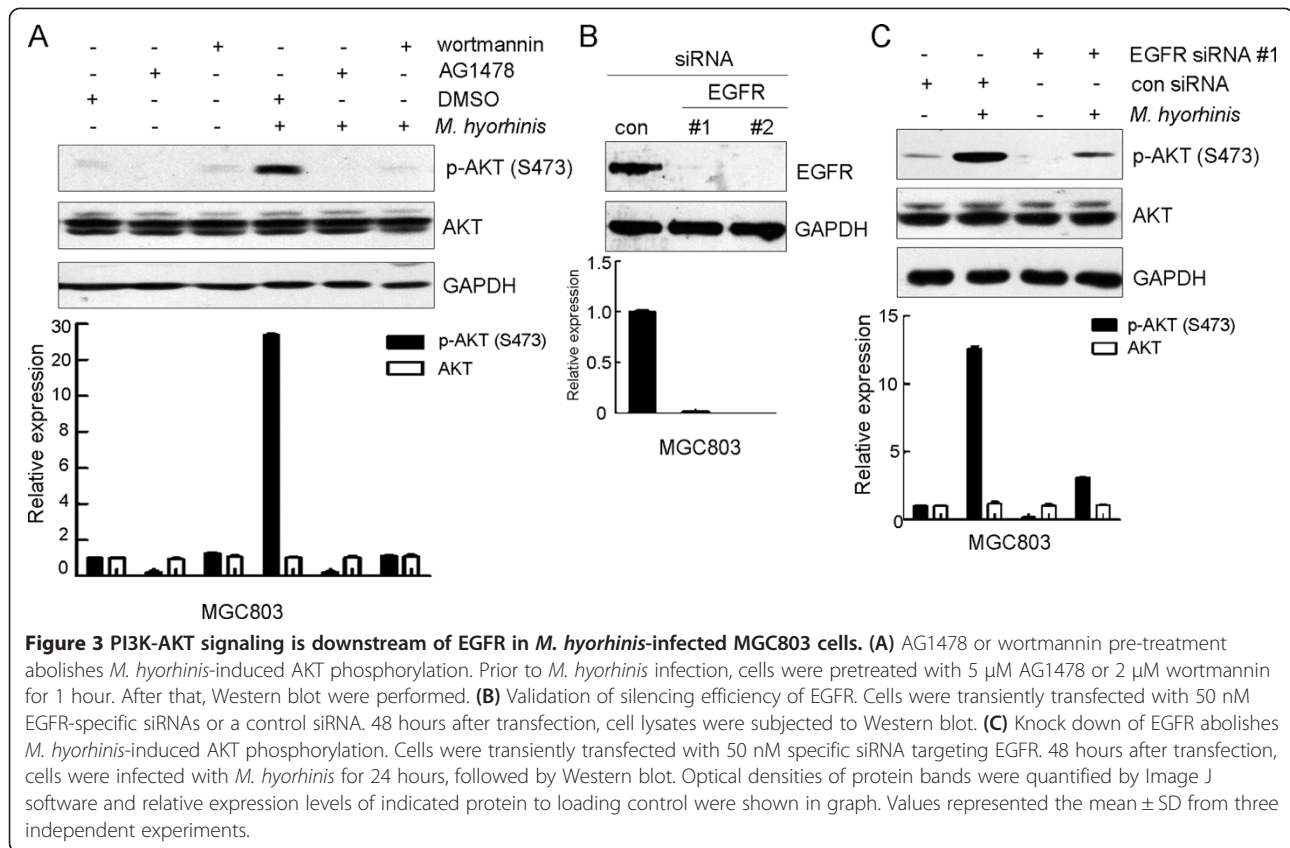 A
- - + - - + wortmannin
- + - - + - AG1478
+ - - + - - DMSO
- - - + + + M. hyorhinis
p-AKT (S473)
AKT
GAPDH
30
20
10
8
6
4
2
0
Relative expression
p-AKT (S473)
AKT
MGC803
B
siRNA
EGFR
con #1 #2
EGFR
GAPDH
1.5
1.0
0.5
0
Relative expression
MGC803
C
- - + + EGFR siRNA #1
+ + - - con siRNA
- + - + M. hyorhinis
p-AKT (S473)
AKT
GAPDH
p-AKT (S473)
AKT
15
10
5
0
Relative expression
MGC803
Figure 3 PI3K-AKT signaling is downstream of EGFR in M. hyorhinis-infected MGC803 cells. (A) AG1478 or wortmannin pre-treatment
abolishes M. hyorhinis-induced AKT phosphorylation. Prior to M. hyorhinis infection, cells were pretreated with 5 μM AG1478 or 2 μM wortmannin
for 1 hour. After that, Western blot were performed. (B) Validation of silencing efficiency of EGFR. Cells were transiently transfected with 50 nM
EGFR-specific siRNAs or a control siRNA. 48 hours after transfection, cell lysates were subjected to Western blot. (C) Knock down of EGFR abolishes
M. hyorhinis-induced AKT phosphorylation. Cells were transiently transfected with 50 nM specific siRNA targeting EGFR. 48 hours after transfection,
cells were infected with M. hyorhinis for 24 hours, followed by Western blot. Optical densities of protein bands were quantified by Image J
software and relative expression levels of indicated protein to loading control were shown in graph. Values represented the mean ± SD from three
independent experiments.